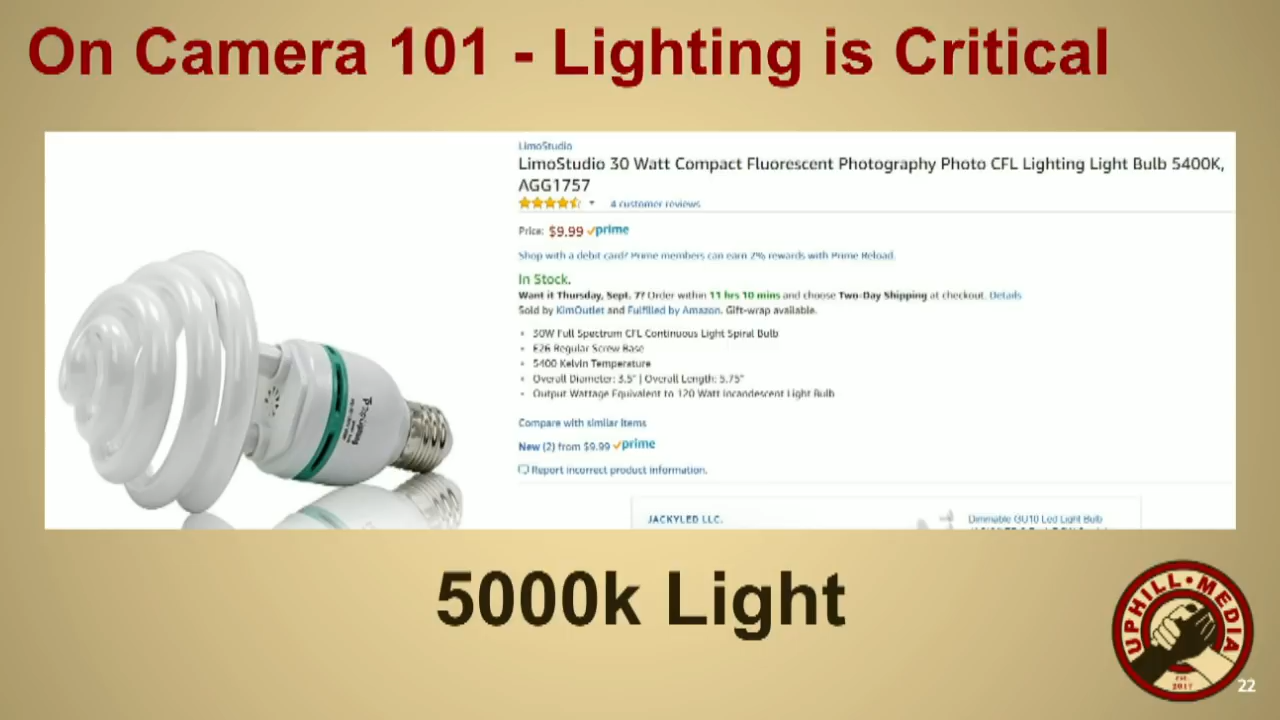 On Camera 101 - Lighting is Critical
LimoStudio
LimoStudio 30 Watt Compact Fluorescent Photography Photo CFL Lighting Light Bulb 5400K,
AGG1757
4 customer reviews
Price: $9.99 prime
Shop with a debit card? Prime members can earn 2% rewards with Prime Reload.
In Stock.
Want it Thursday, Sept. 7? Order within 11 hrs 10 mins and choose Two-Day Shipping at checkout. Details
Sold by KimOutlet and Fulfilled by Amazon. Gift-wrap available.
• 30W Full Spectrum CFL Continuous Light Spiral Bulb
• E26 Regular Screw Base
• 5400 Kelvin Temperature
• Overall Diameter: 3.5" | Overall Length: 5.75"
• Output Wattage Equivalent to 120 Watt Incandescent Light Bulb
Compare with similar items
New (2) from $9.99 prime
Report incorrect product information.
JACKYLED LLC.
Dimmable GU10 Led Light Bulb
5000k Light
UPHILL • MEDIA
EST.
2017
22